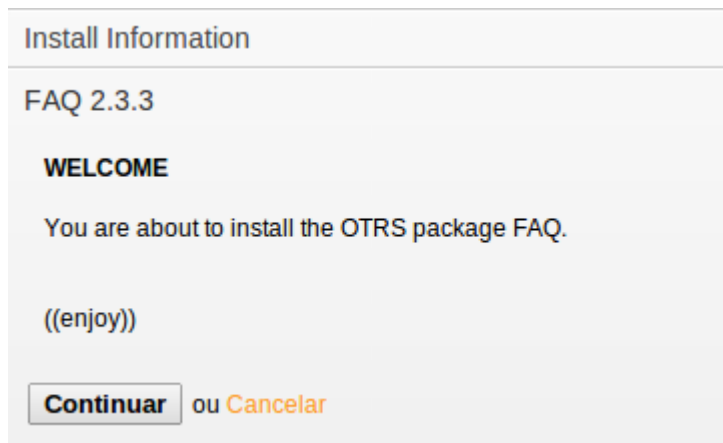 Install Information
FAQ 2.3.3
WELCOME
You are about to install the OTRS package FAQ.
((enjoy))
Continuar ou Cancelar